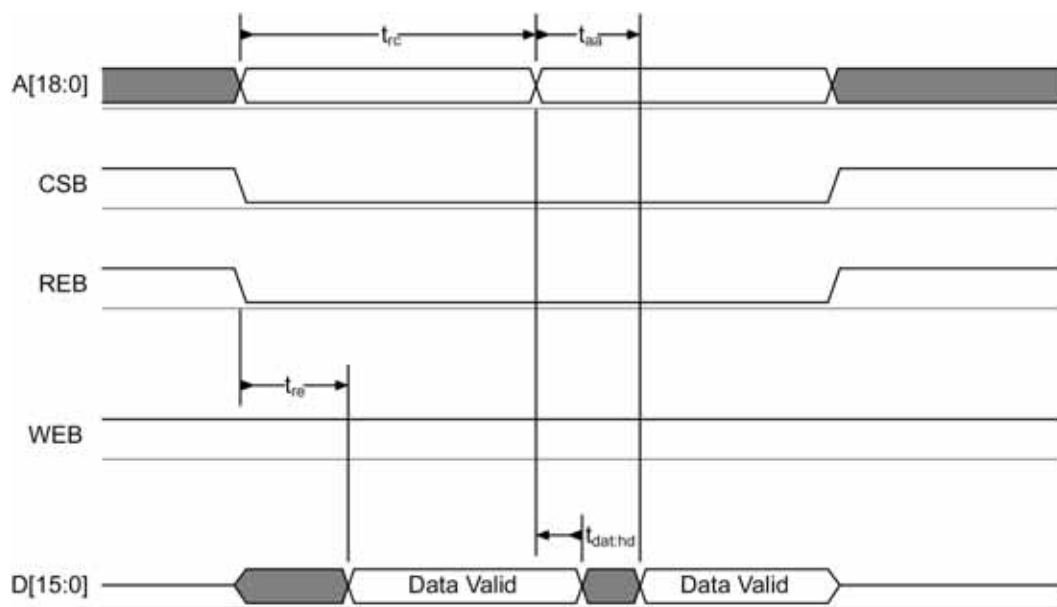 t_rc t_aa
A[18:0]
CSB
REB
t_re
WEB
t_dat:hd
D[15:0] Data Valid Data Valid